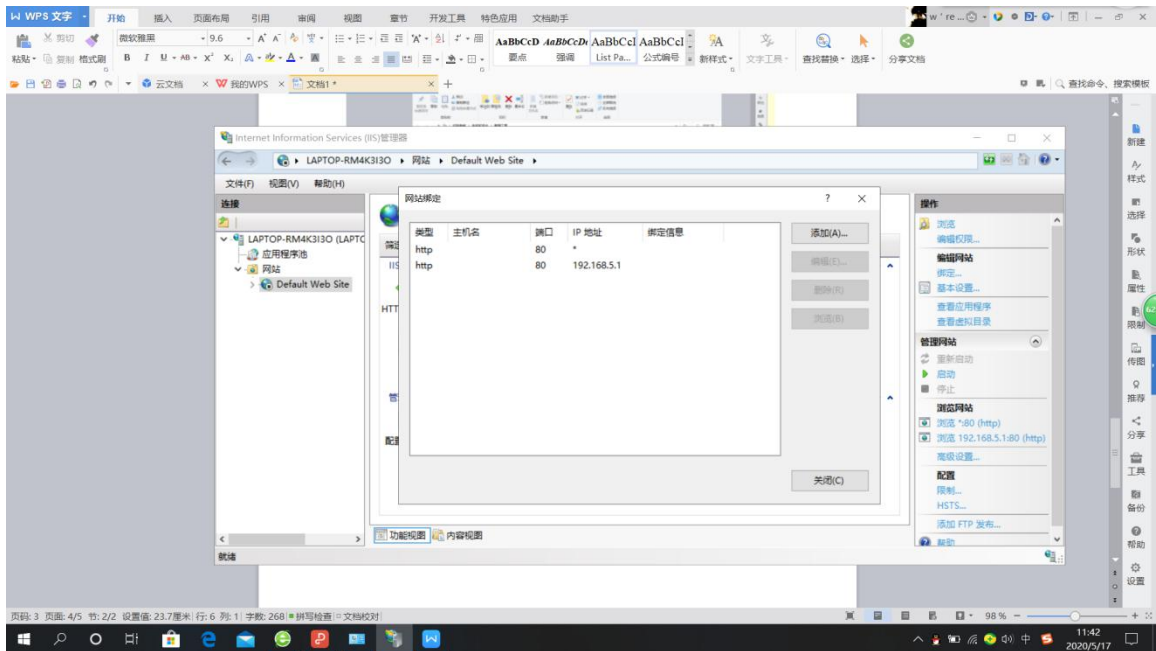 WPS 文字 开始 插入 页面布局 引用 审阅 视图 章节 开发工具 特色应用 文档助手
剪切 微软雅黑 9.6 AaBbCcD AaBbCcDt AaBbCcI AaBbCcI
粘贴 复制 格式刷 要点 强调 List Pa... 公式编号 新样式 文字工具 查找替换 选择 分享文档
云文档 我的WPS 文档1 * 查找命令、搜索模板
Internet Information Services (IIS)管理器
LAPTOP-RM4K3I3O 网站 Default Web Site
文件(F) 视图(V) 帮助(H)
连接
LAPTOP-RM4K3I3O (LAPTO
应用程序池
网站
Default Web Site
网站绑定
类型 主机名 端口 IP 地址 绑定信息
http 80 *
http 80 192.168.5.1
添加(A)...
编辑(E)...
删除(R)
浏览(B)
关闭(C)
操作
浏览
编辑权限...
编辑网站
绑定...
基本设置...
查看应用程序
查看虚拟目录
管理网站
重新启动
启动
停止
浏览网站
浏览 *:80 (http)
浏览 192.168.5.1:80 (http)
高级设置...
配置
限制...
HSTS...
添加 FTP 发布...
帮助
功能视图 内容视图
就绪
新建
样式
选择
形状
属性
限制
传图
推荐
分享
工具
备份
帮助
设置
页码: 3 页面: 4/5 节: 2/2 设置值: 23.7厘米 行: 6 列: 1 字数: 268 拼写检查 文档校对 98 %
中 11:42
2020/5/17